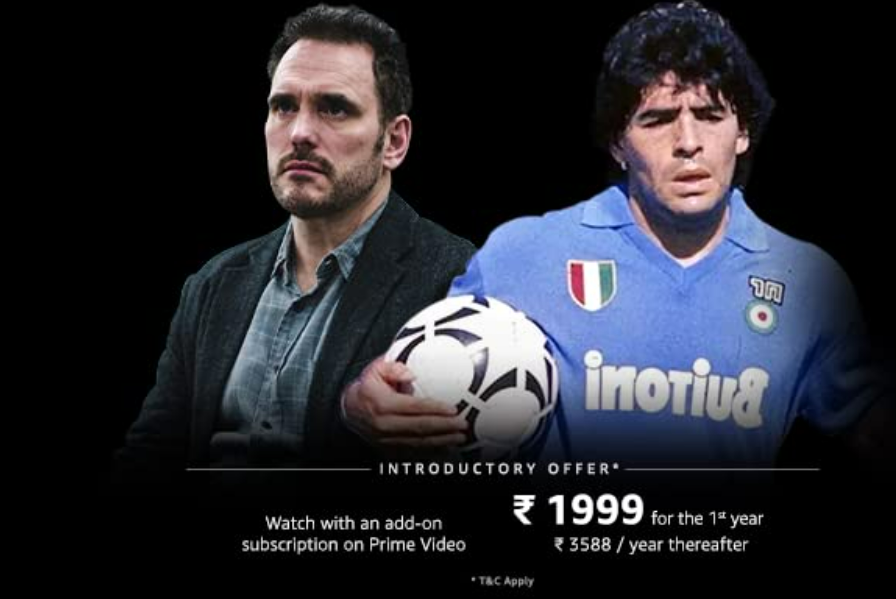 Buitoni
INTRODUCTORY OFFER*
₹ 1999 for the 1st year
Watch with an add-on
subscription on Prime Video
₹ 3588 / year thereafter
* T&C Apply